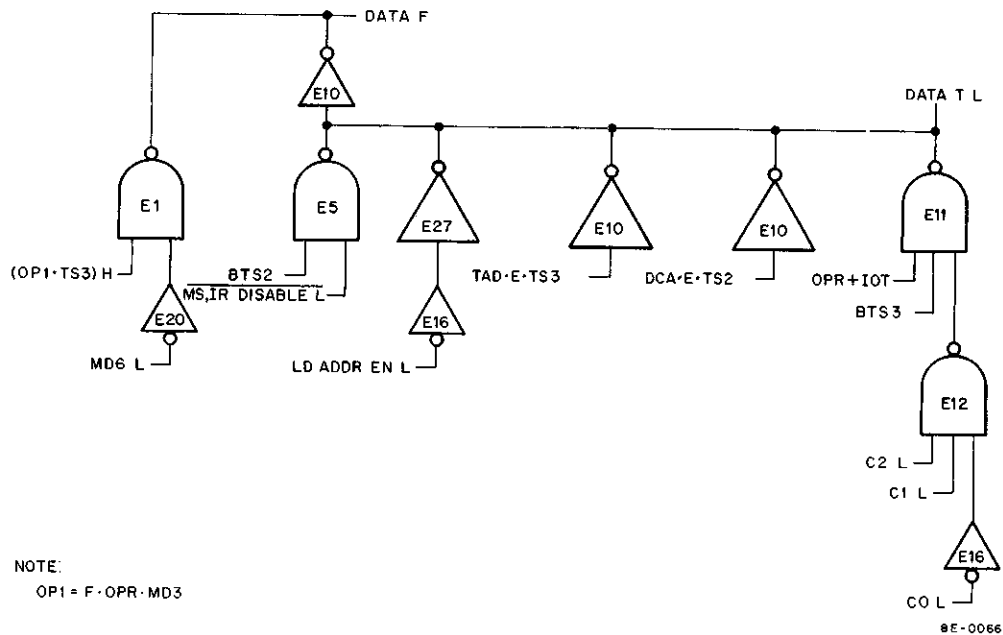 DATA F
E10
DATA T L
E1
E5
E27
E10
E10
E11
(OP1·TS3) H
BTS2
MS,IR DISABLE L
TAD·E·TS3
DCA·E·TS2
OPR+IOT
BTS3
E20
E16
MD6 L
LD ADDR EN L
E12
C2 L
C1 L
E16
NOTE:
OP1 = F·OPR·MD3
CO L
8E-0066